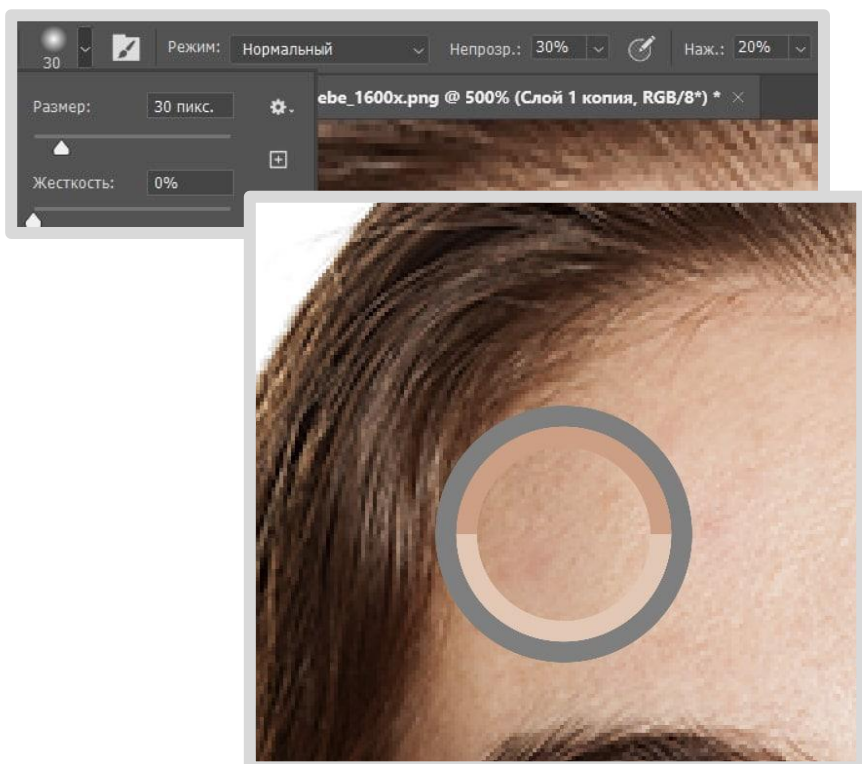 30 Режим: Нормальный Непрозр.: 30% Наж.: 20%
ebe_1600x.png @ 500% (Слой 1 копия, RGB/8*) * ×
Размер: 30 пикс.
Жесткость: 0%